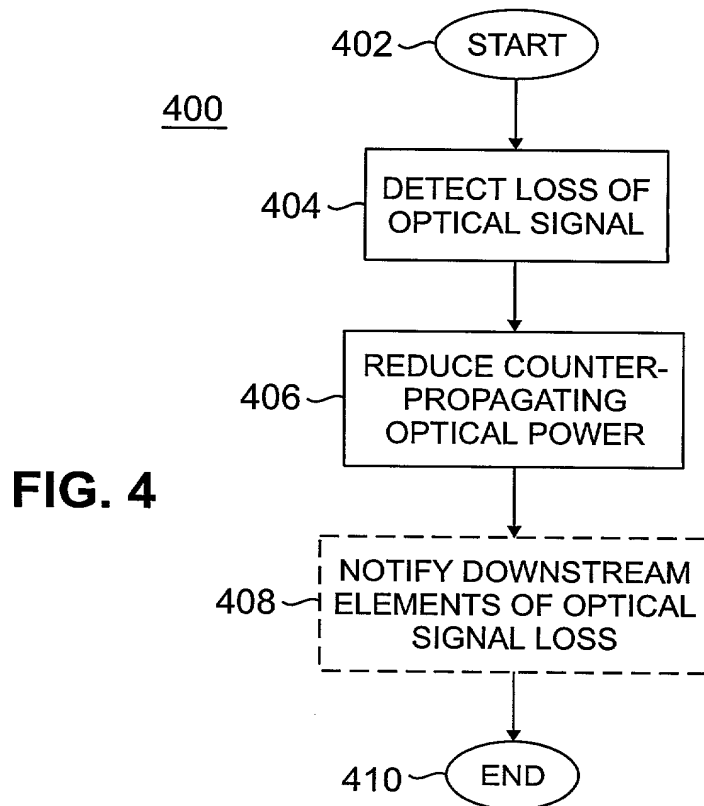 402
START
400
404
DETECT LOSS OF
OPTICAL SIGNAL
406
REDUCE COUNTER-
PROPAGATING
OPTICAL POWER
FIG. 4
408
NOTIFY DOWNSTREAM
ELEMENTS OF OPTICAL
SIGNAL LOSS
410
END